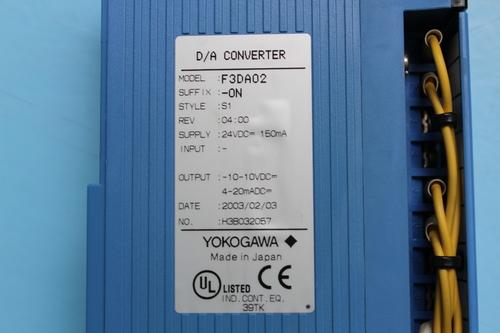 D/A CONVERTER
MODEL :F3DA02
SUFFIX :-0N
STYLE :S1
REV :04:00
SUPPLY :24VDC= 150mA
INPUT :-
OUTPUT :-10-10VDC=
4-20mADC=
DATE :2003/02/03
NO. :H3B032057
YOKOGAWA
Made in Japan
UL LISTED CE
IND. CONT. EQ.
39TK